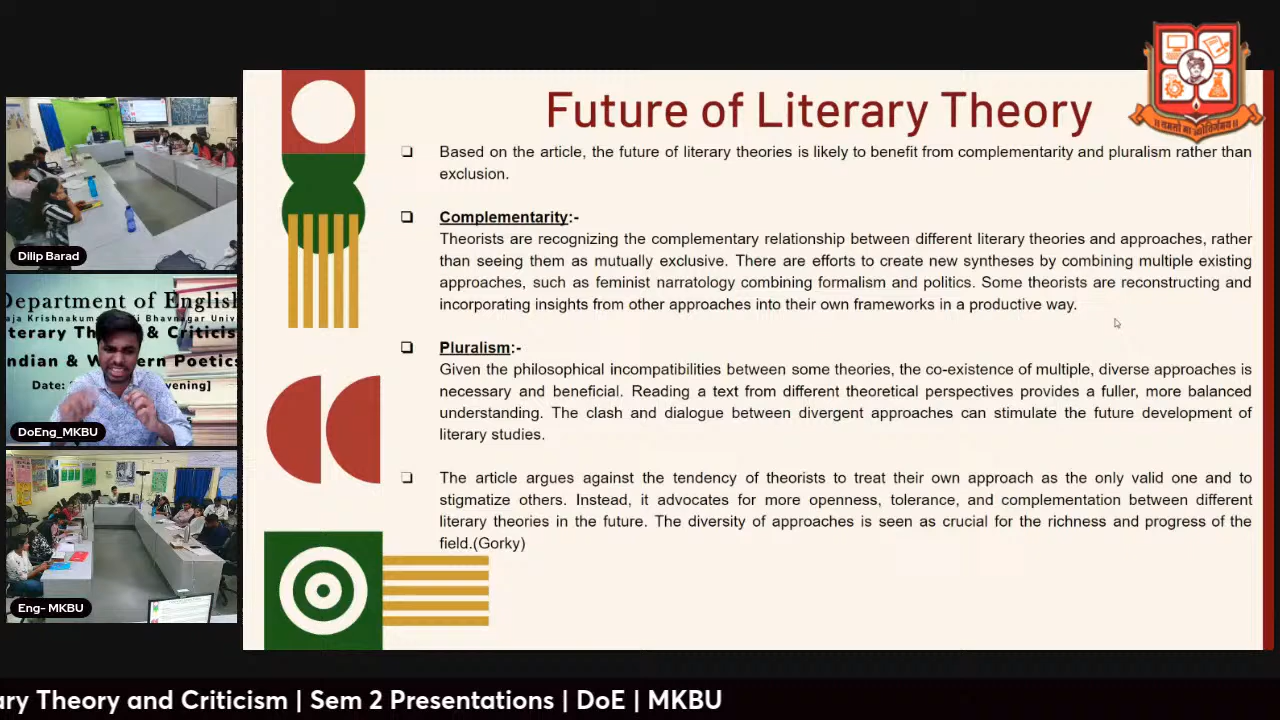 Future of Literary Theory
❑ Based on the article, the future of literary theories is likely to benefit from complementarity and pluralism rather than
exclusion.
❑ Complementarity:-
Theorists are recognizing the complementary relationship between different literary theories and approaches, rather
than seeing them as mutually exclusive. There are efforts to create new syntheses by combining multiple existing
approaches, such as feminist narratology combining formalism and politics. Some theorists are reconstructing and
incorporating insights from other approaches into their own frameworks in a productive way.
❑ Pluralism:-
Given the philosophical incompatibilities between some theories, the co-existence of multiple, diverse approaches is
necessary and beneficial. Reading a text from different theoretical perspectives provides a fuller, more balanced
understanding. The clash and dialogue between divergent approaches can stimulate the future development of
literary studies.
❑ The article argues against the tendency of theorists to treat their own approach as the only valid one and to
stigmatize others. Instead, it advocates for more openness, tolerance, and complementation between different
literary theories in the future. The diversity of approaches is seen as crucial for the richness and progress of the
field.(Gorky)
Dilip Barad
Department of English
Krishnakum Bhavnagar Univ
terary Th & Criticis
Indian & W ern Poetics
Date: vening]
DoEng_MKBU
Eng- MKBU
ary Theory and Criticism | Sem 2 Presentations | DoE | MKBU